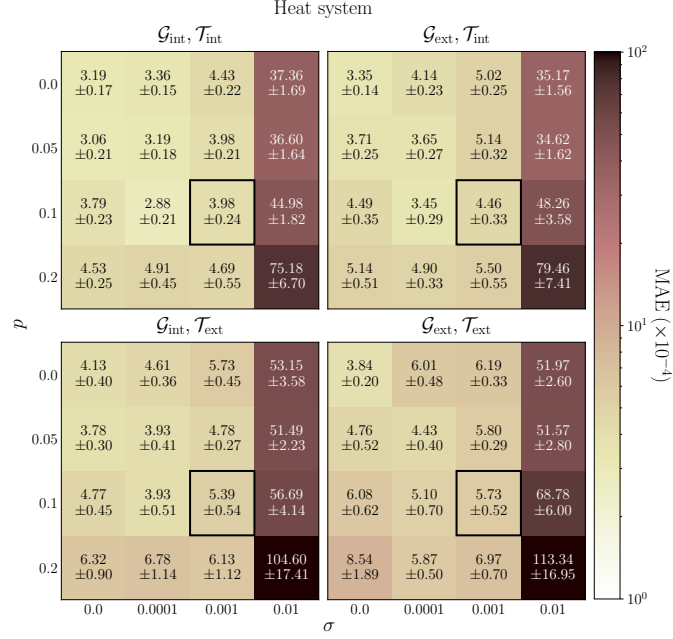 Heat system
𝒢int, 𝒯int
𝒢ext, 𝒯int
0.0
3.19 3.36 4.43 37.36
±0.17 ±0.15 ±0.22 ±1.69
3.35 4.14 5.02 35.17
±0.14 ±0.23 ±0.25 ±1.56
0.05
3.06 3.19 3.98 36.60
±0.21 ±0.18 ±0.21 ±1.64
3.71 3.65 5.14 34.62
±0.25 ±0.27 ±0.32 ±1.62
0.1
3.79 2.88 3.98 44.98
±0.23 ±0.21 ±0.24 ±1.82
4.49 3.45 4.46 48.26
±0.35 ±0.29 ±0.33 ±3.58
0.2
4.53 4.91 4.69 75.18
±0.25 ±0.45 ±0.55 ±6.70
5.14 4.90 5.50 79.46
±0.51 ±0.33 ±0.55 ±7.41
p
𝒢int, 𝒯ext
𝒢ext, 𝒯ext
0.0
4.13 4.61 5.73 53.15
±0.40 ±0.36 ±0.45 ±3.58
3.84 6.01 6.19 51.97
±0.20 ±0.48 ±0.33 ±2.60
0.05
3.78 3.93 4.78 51.49
±0.30 ±0.41 ±0.27 ±2.23
4.76 4.43 5.80 51.57
±0.52 ±0.40 ±0.29 ±2.80
0.1
4.77 3.93 5.39 56.69
±0.45 ±0.51 ±0.54 ±4.14
6.08 5.10 5.73 68.78
±0.62 ±0.70 ±0.52 ±6.00
0.2
6.32 6.78 6.13 104.60
±0.90 ±1.14 ±1.12 ±17.41
8.54 5.87 6.97 113.34
±1.89 ±0.50 ±0.70 ±16.95
0.0 0.0001 0.001 0.01
0.0 0.0001 0.001 0.01
σ
10²
10¹
10⁰
MAE (×10⁻⁴)